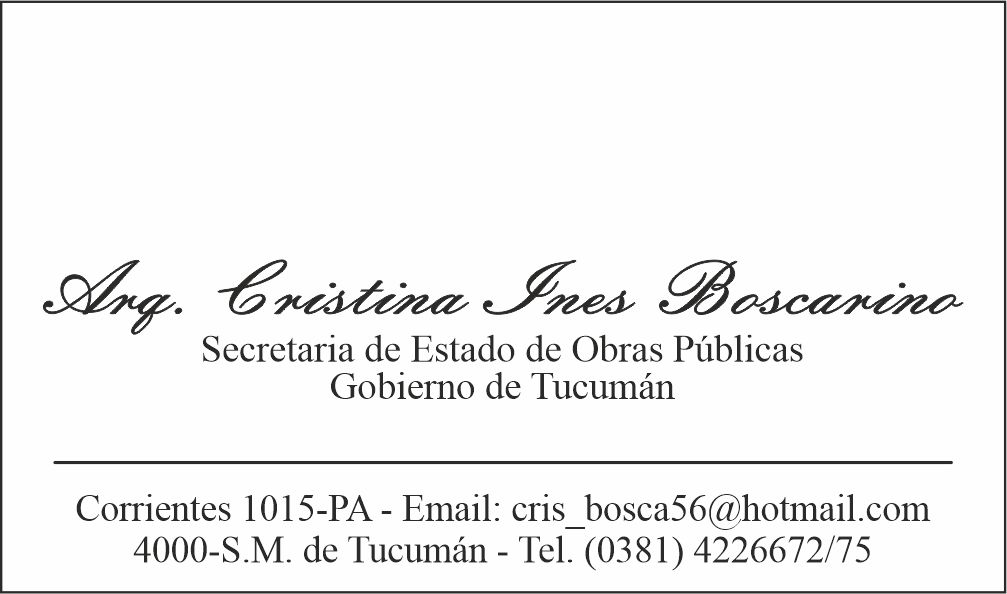 Arq. Cristina Ines Boscarino
Secretaria de Estado de Obras Públicas
Gobierno de Tucumán
Corrientes 1015-PA - Email: cris_bosca56@hotmail.com
4000-S.M. de Tucumán - Tel. (0381) 4226672/75